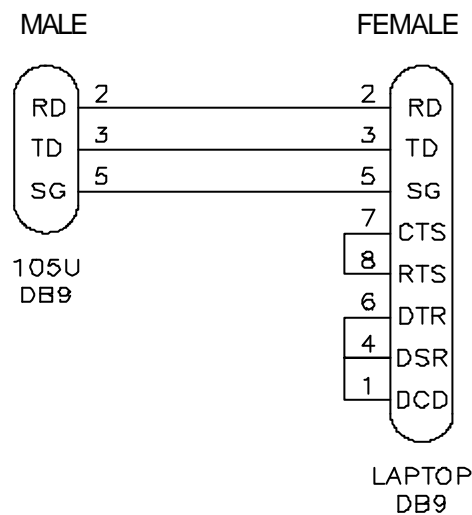 MALE FEMALE
2 2
RD RD
3 3
TD TD
5 5
SG SG
7
CTS
8
RTS
6
DTR
4
DSR
1
DCD
105U
DB9
LAPTOP
DB9